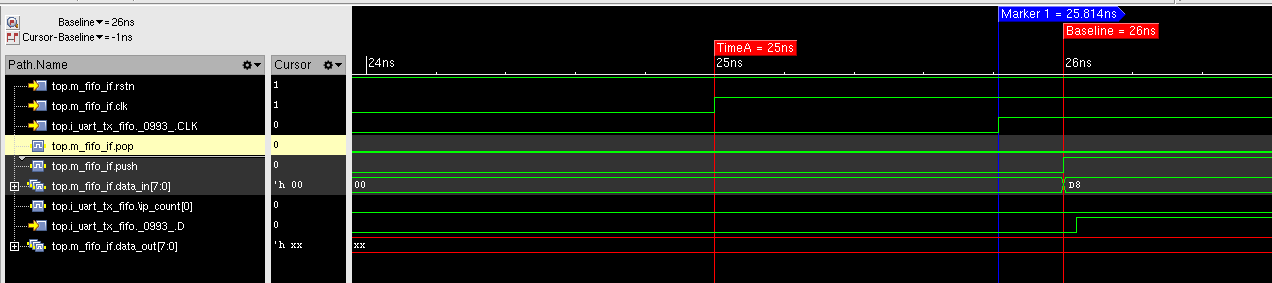 Marker 1 = 25.814ns
Baseline▼= 26ns
Baseline = 26ns
Cursor-Baseline▼= -1ns
TimeA = 25ns
Path.Name Cursor 24ns 25ns 26ns
top.m_fifo_if.rstn 1
top.m_fifo_if.clk 1
top.i_uart_tx_fifo._0993_.CLK 0
top.m_fifo_if.pop 0
top.m_fifo_if.push 0
top.m_fifo_if.data_in[7:0] 'h 00 00 D8
top.i_uart_tx_fifo.\ip_count[0] 0
top.i_uart_tx_fifo._0993_.D 0
top.m_fifo_if.data_out[7:0] 'h xx xx